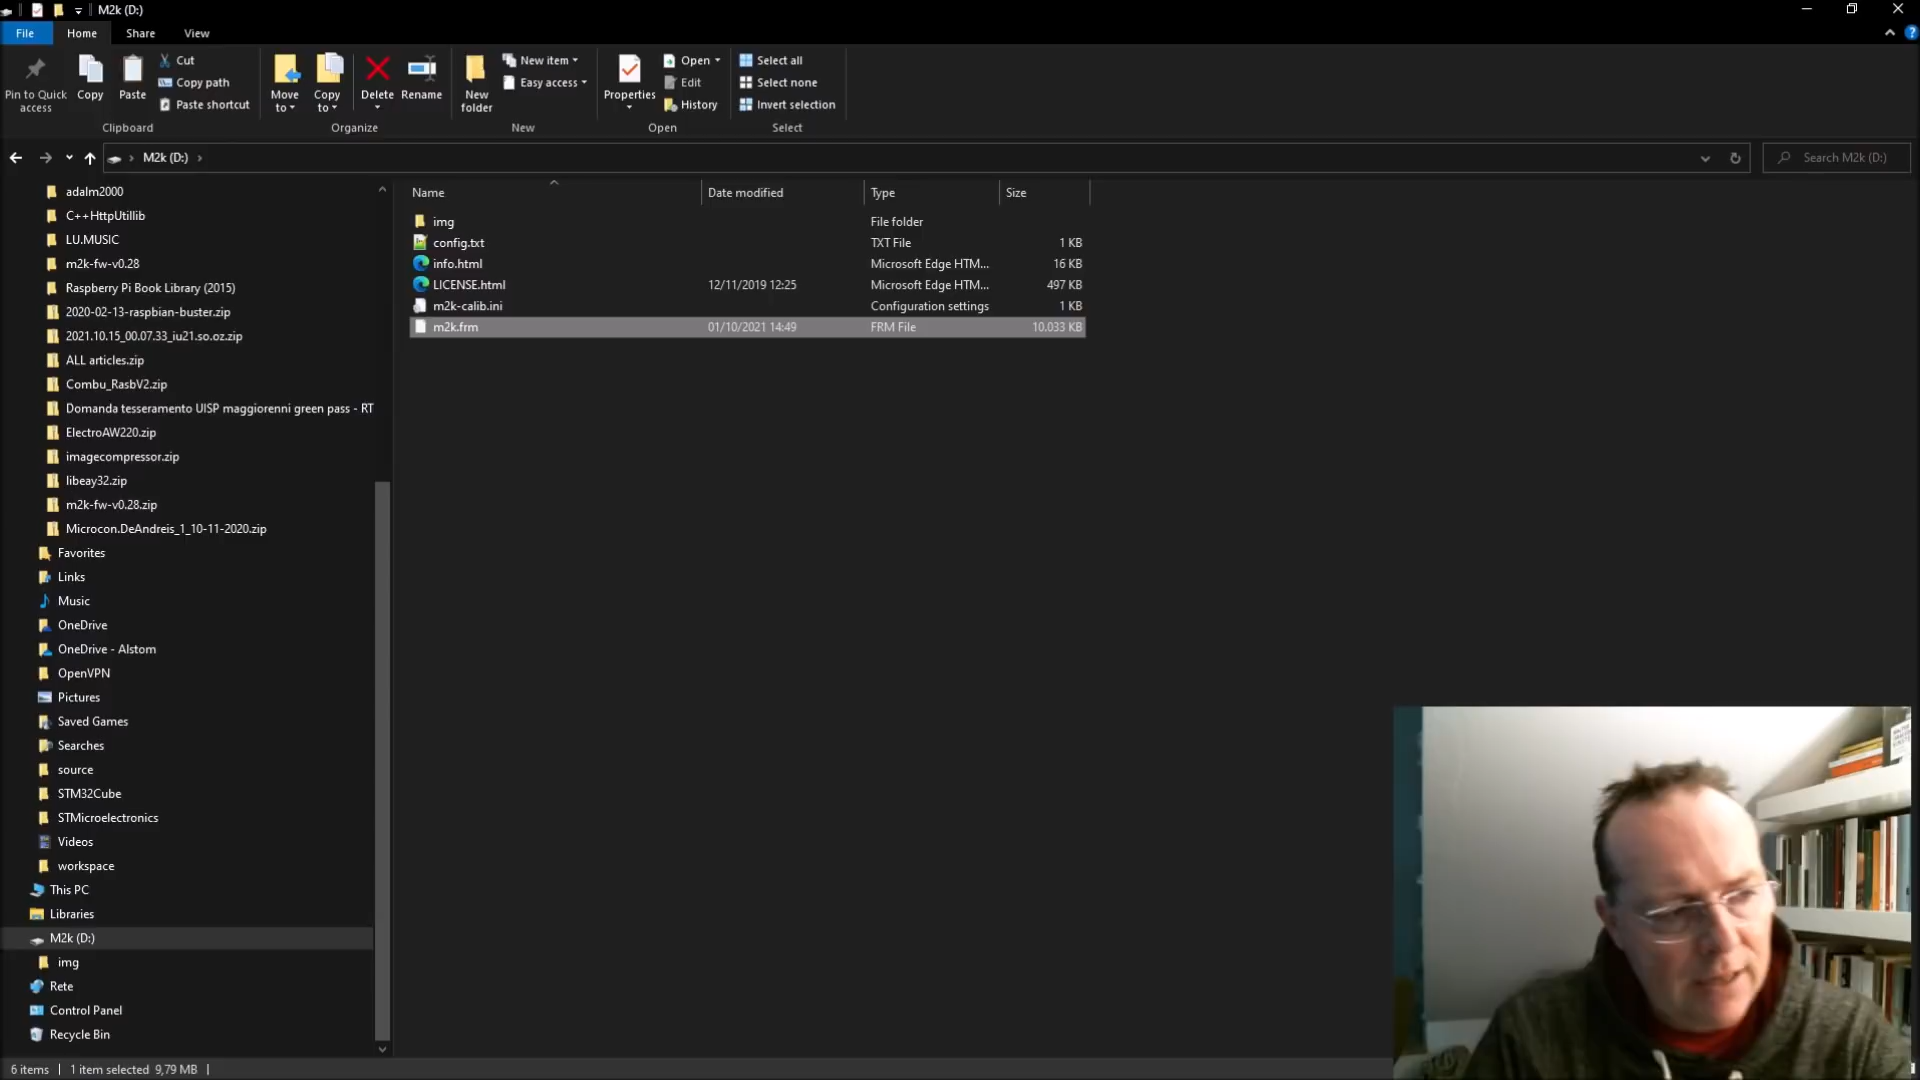 M2k (D:)
File
Home
Share
View
Pin to Quick access
Copy
Paste
Cut
Copy path
Paste shortcut
Move to
Copy to
Delete
Rename
New folder
New item
Easy access
Properties
Open
Edit
History
Select all
Select none
Invert selection
Clipboard
Organize
New
Open
Select
M2k (D:)
Search M2k (D:)
adalm2000
C++HttpUtillib
LU.MUSIC
m2k-fw-v0.28
Raspberry Pi Book Library (2015)
2020-02-13-raspbian-buster.zip
2021.10.15_00.07.33_iu21.so.oz.zip
ALL articles.zip
Combu_RasbV2.zip
Domanda tesseramento UISP maggiorenni green pass - RT
ElectroAW220.zip
imagecompressor.zip
libeay32.zip
m2k-fw-v0.28.zip
Microcon.DeAndreis_1_10-11-2020.zip
Favorites
Links
Music
OneDrive
OneDrive - Alstom
OpenVPN
Pictures
Saved Games
Searches
source
STM32Cube
STMicroelectronics
Videos
workspace
This PC
Libraries
M2k (D:)
img
Rete
Control Panel
Recycle Bin
Name Date modified Type Size
img File folder
config.txt TXT File 1 KB
info.html Microsoft Edge HTM... 16 KB
LICENSE.html 12/11/2019 12:25 Microsoft Edge HTM... 497 KB
m2k-calib.ini Configuration settings 1 KB
m2k.frm 01/10/2021 14:49 FRM File 10.033 KB
6 items 1 item selected 9,79 MB